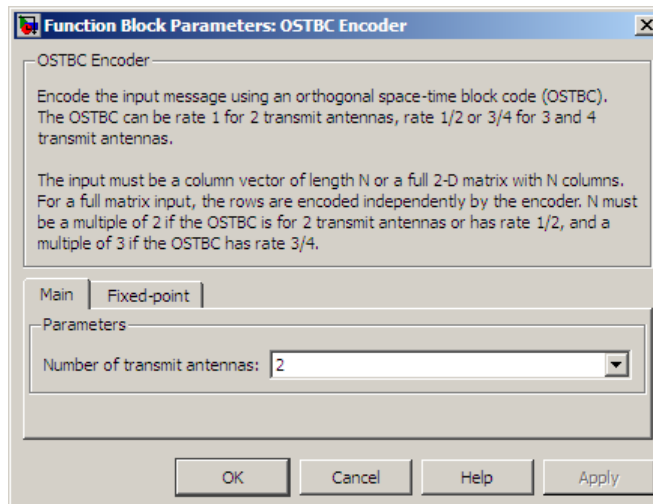 Function Block Parameters: OSTBC Encoder
OSTBC Encoder
Encode the input message using an orthogonal space-time block code (OSTBC).
The OSTBC can be rate 1 for 2 transmit antennas, rate 1/2 or 3/4 for 3 and 4
transmit antennas.
The input must be a column vector of length N or a full 2-D matrix with N columns.
For a full matrix input, the rows are encoded independently by the encoder. N must
be a multiple of 2 if the OSTBC is for 2 transmit antennas or has rate 1/2, and a
multiple of 3 if the OSTBC has rate 3/4.
Main Fixed-point
Parameters
Number of transmit antennas: 2
OK Cancel Help Apply